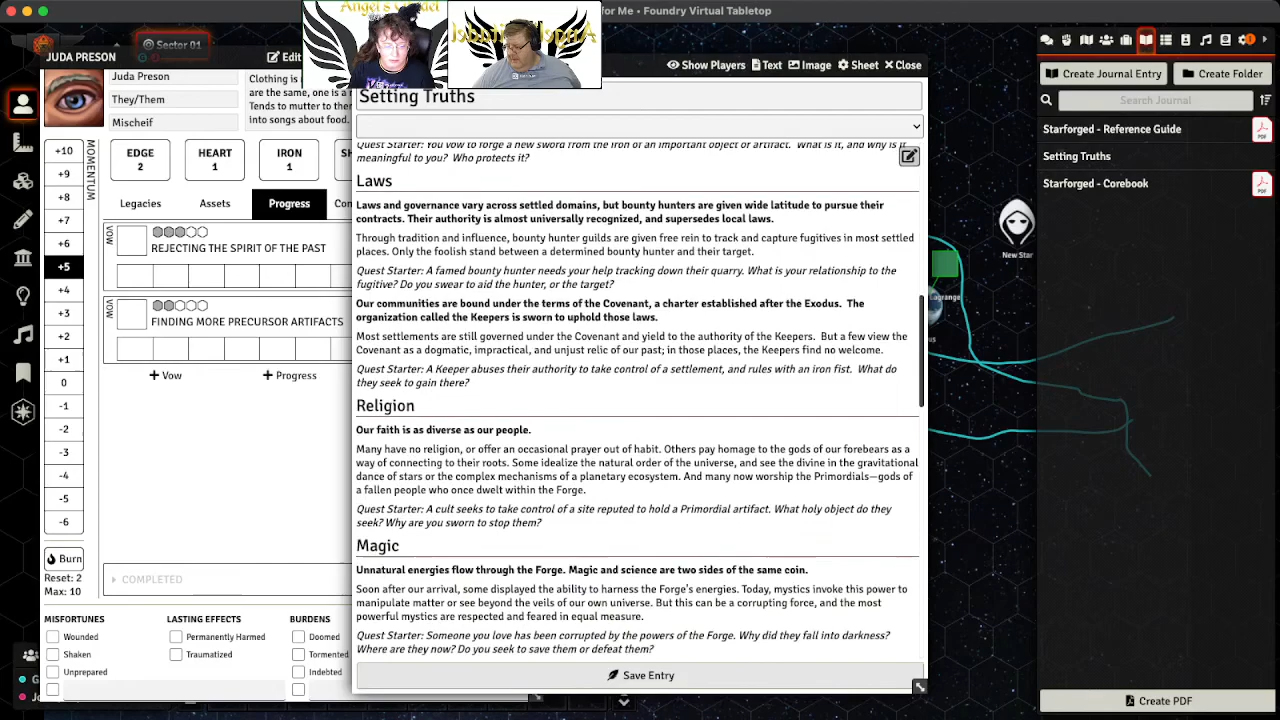 for Me • Foundry Virtual Tabletop
Sector 01
JUDA PRESON
Edit
Show Players
Text
Image
Sheet
Close
Juda Preson
They/Them
Mischeif
Clothing is
are the same, one is a
Tends to mutter to the
into songs about food.
MOMENTUM
+10
+9
+8
+7
+6
+5
+4
+3
+2
+1
0
-1
-2
-3
-4
-5
-6
Burn
Reset: 2
Max: 10
EDGE
2
HEART
1
IRON
1
Legacies
Assets
Progress
VOW
REJECTING THE SPIRIT OF THE PAST
VOW
FINDING MORE PRECURSOR ARTIFACTS
Vow
Progress
COMPLETED
MISFORTUNES
Wounded
Shaken
Unprepared
LASTING EFFECTS
Permanently Harmed
Traumatized
BURDENS
Doomed
Tormented
Indebted
Setting Truths
Quest Starter: You vow to forge a new sword from the iron of an important object or artifact. What is it, and why is it
meaningful to you? Who protects it?
Laws
Laws and governance vary across settled domains, but bounty hunters are given wide latitude to pursue their
contracts. Their authority is almost universally recognized, and supersedes local laws.
Through tradition and influence, bounty hunter guilds are given free rein to track and capture fugitives in most settled
places. Only the foolish stand between a determined bounty hunter and their target.
Quest Starter: A famed bounty hunter needs your help tracking down their quarry. What is your relationship to the
fugitive? Do you swear to aid the hunter, or the target?
Our communities are bound under the terms of the Covenant, a charter established after the Exodus. The
organization called the Keepers is sworn to uphold those laws.
Most settlements are still governed under the Covenant and yield to the authority of the Keepers. But a few view the
Covenant as a dogmatic, impractical, and unjust relic of our past; in those places, the Keepers find no welcome.
Quest Starter: A Keeper abuses their authority to take control of a settlement, and rules with an iron fist. What do
they seek to gain there?
Religion
Our faith is as diverse as our people.
Many have no religion, or offer an occasional prayer out of habit. Others pay homage to the gods of our forebears as a
way of connecting to their roots. Some idealize the natural order of the universe, and see the divine in the gravitational
dance of stars or the complex mechanisms of a planetary ecosystem. And many now worship the Primordials—gods of
a fallen people who once dwelt within the Forge.
Quest Starter: A cult seeks to take control of a site reputed to hold a Primordial artifact. What holy object do they
seek? Why are you sworn to stop them?
Magic
Unnatural energies flow through the Forge. Magic and science are two sides of the same coin.
Soon after our arrival, some displayed the ability to harness the Forge's energies. Today, mystics invoke this power to
manipulate matter or see beyond the veils of our own universe. But this can be a corrupting force, and the most
powerful mystics are respected and feared in equal measure.
Quest Starter: Someone you love has been corrupted by the powers of the Forge. Why did they fall into darkness?
Where are they now? Do you seek to save them or defeat them?
Save Entry
New Star
Lagrange
Create Journal Entry
Create Folder
Search Journal
Starforged - Reference Guide
PDF
Setting Truths
Starforged - Corebook
PDF
Create PDF